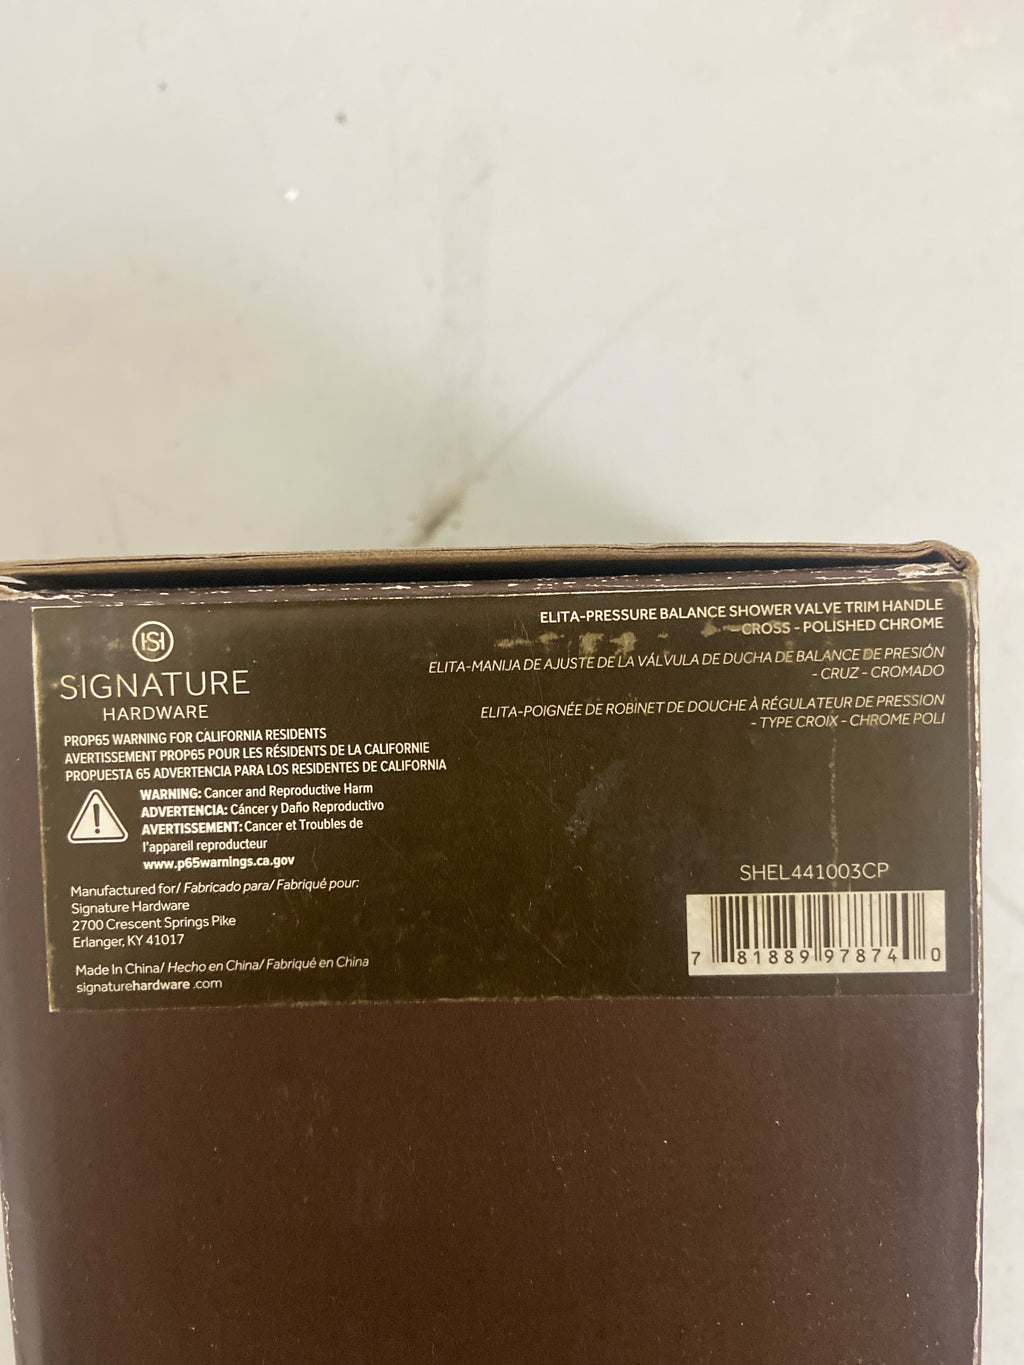 SH
SIGNATURE
HARDWARE
PROP65 WARNING FOR CALIFORNIA RESIDENTS
AVERTISSEMENT PROP65 POUR LES RÉSIDENTS DE LA CALIFORNIE
PROPUESTA 65 ADVERTENCIA PARA LOS RESIDENTES DE CALIFORNIA
WARNING: Cancer and Reproductive Harm
ADVERTENCIA: Cáncer y Daño Reproductivo
AVERTISSEMENT: Cancer et Troubles de
l'appareil reproducteur
www.p65warnings.ca.gov
Manufactured for/ Fabricado para/ Fabriqué pour:
Signature Hardware
2700 Crescent Springs Pike
Erlanger, KY 41017
Made In China/ Hecho en China/ Fabriqué en China
signaturehardware.com
ELITA-PRESSURE BALANCE SHOWER VALVE TRIM HANDLE
-CROSS - POLISHED CHROME
ELITA-MANIJA DE AJUSTE DE LA VÁLVULA DE DUCHA DE BALANCE DE PRESIÓN
- CRUZ - CROMADO
ELITA-POIGNÉE DE ROBINET DE DOUCHE À RÉGULATEUR DE PRESSION
- TYPE CROIX - CHROME POLI
SHEL441003CP
7 81889 97874 0